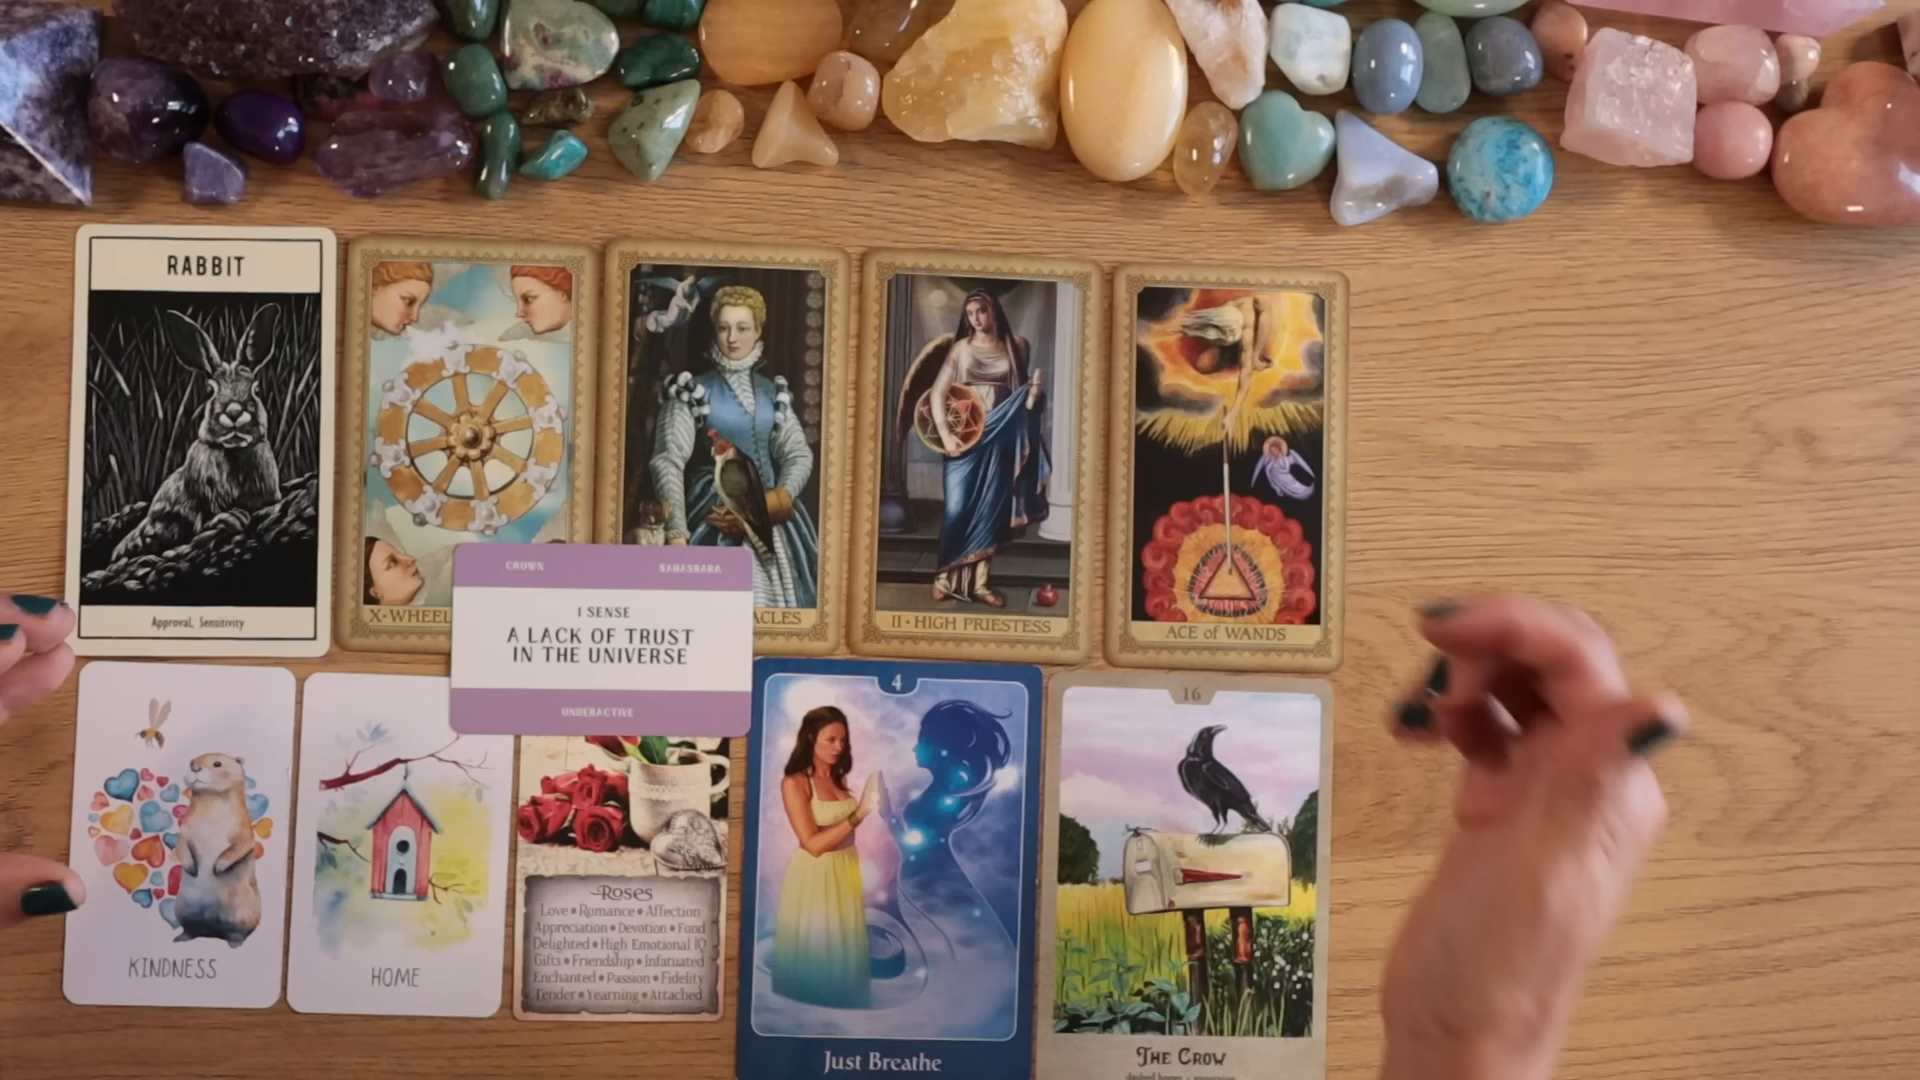 RABBIT
Approval, Sensitivity
X • WHEEL
ACLES
II • HIGH PRIESTESS
ACE of WANDS
CROWN
SAHASRARA
I SENSE
A LACK OF TRUST
IN THE UNIVERSE
UNDERACTIVE
KINDNESS
HOME
Roses
Love • Romance • Affection
Appreciation • Devotion • Fond
Delighted • High Emotional IQ
Gifts • Friendship • Infatuated
Enchanted • Passion • Fidelity
Tender • Yearning • Attached
4
Just Breathe
16
The Crow